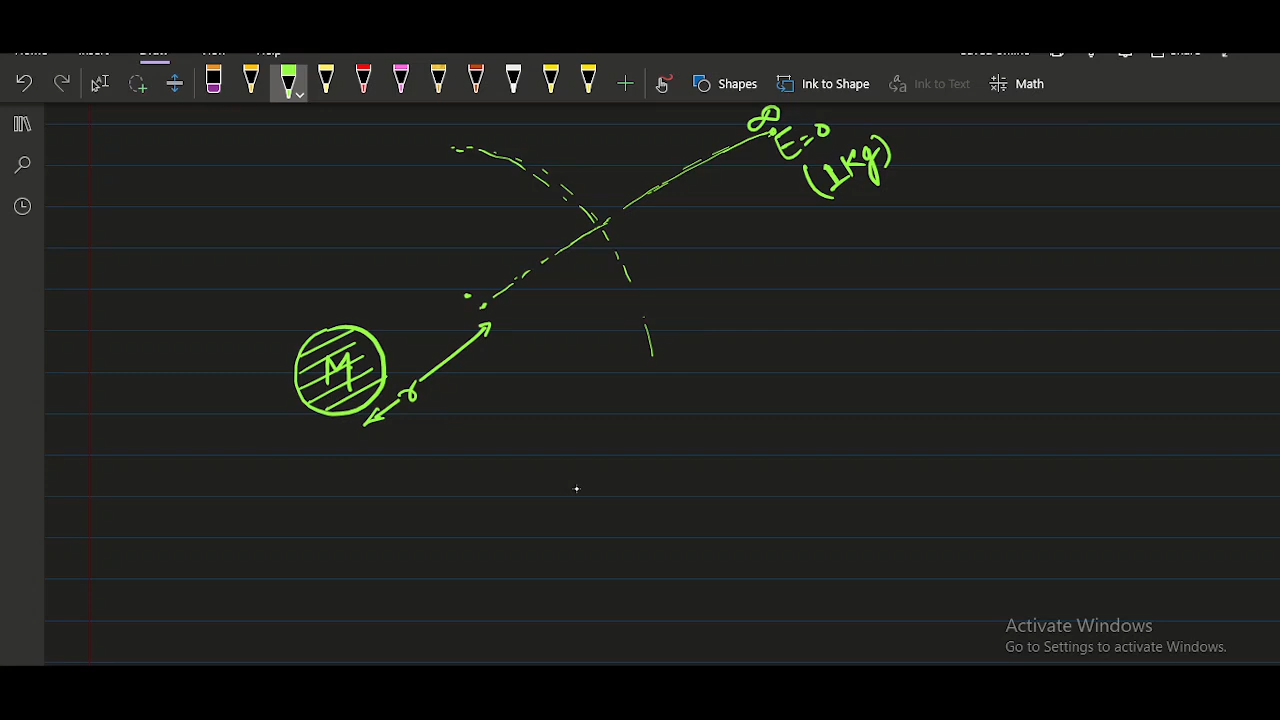 Shapes
Ink to Shape
Ink to Text
Math
∞
E=0
(1kg)
M
r
Activate Windows
Go to Settings to activate Windows.